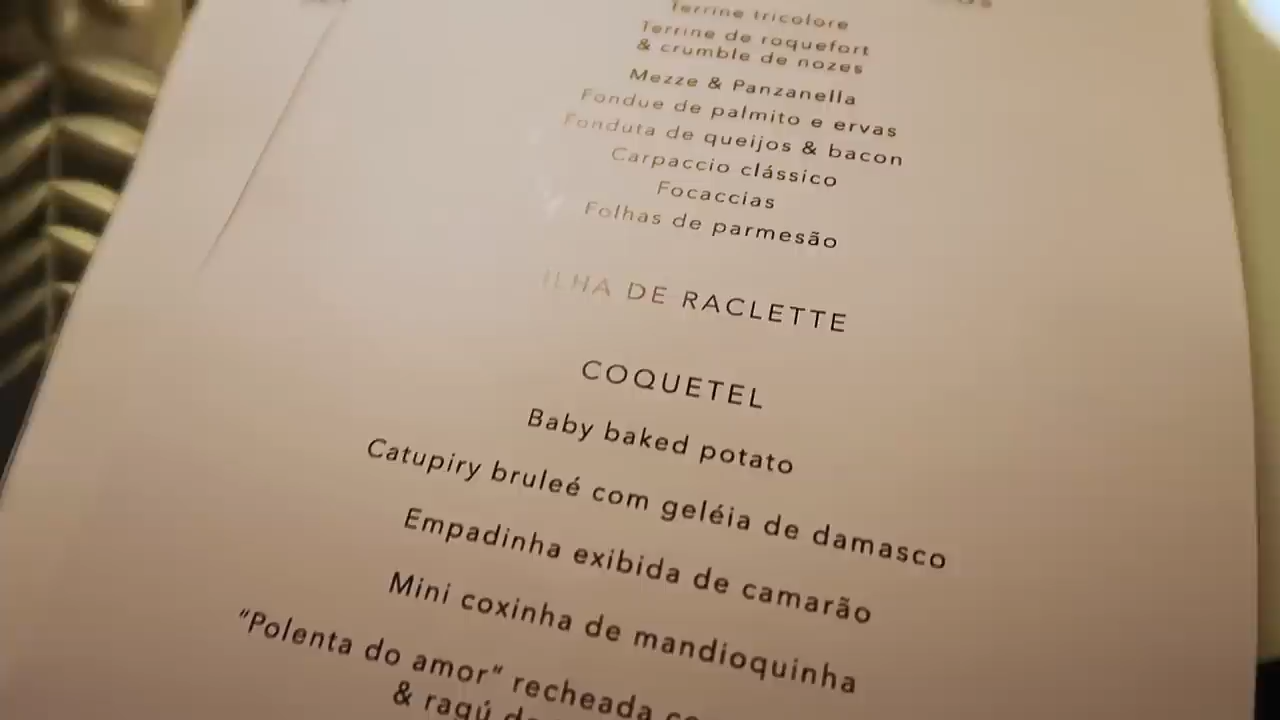 Terrine tricolore
Terrine de roquefort
& crumble de nozes
Mezze & Panzanella
Fondue de palmito e ervas
Fonduta de queijos & bacon
Carpaccio clássico
Focaccias
Folhas de parmesão
ILHA DE RACLETTE
COQUETEL
Baby baked potato
Catupiry bruleé com geléia de damasco
Empadinha exibida de camarão
Mini coxinha de mandioquinha
"Polenta do amor" recheada
& ragú